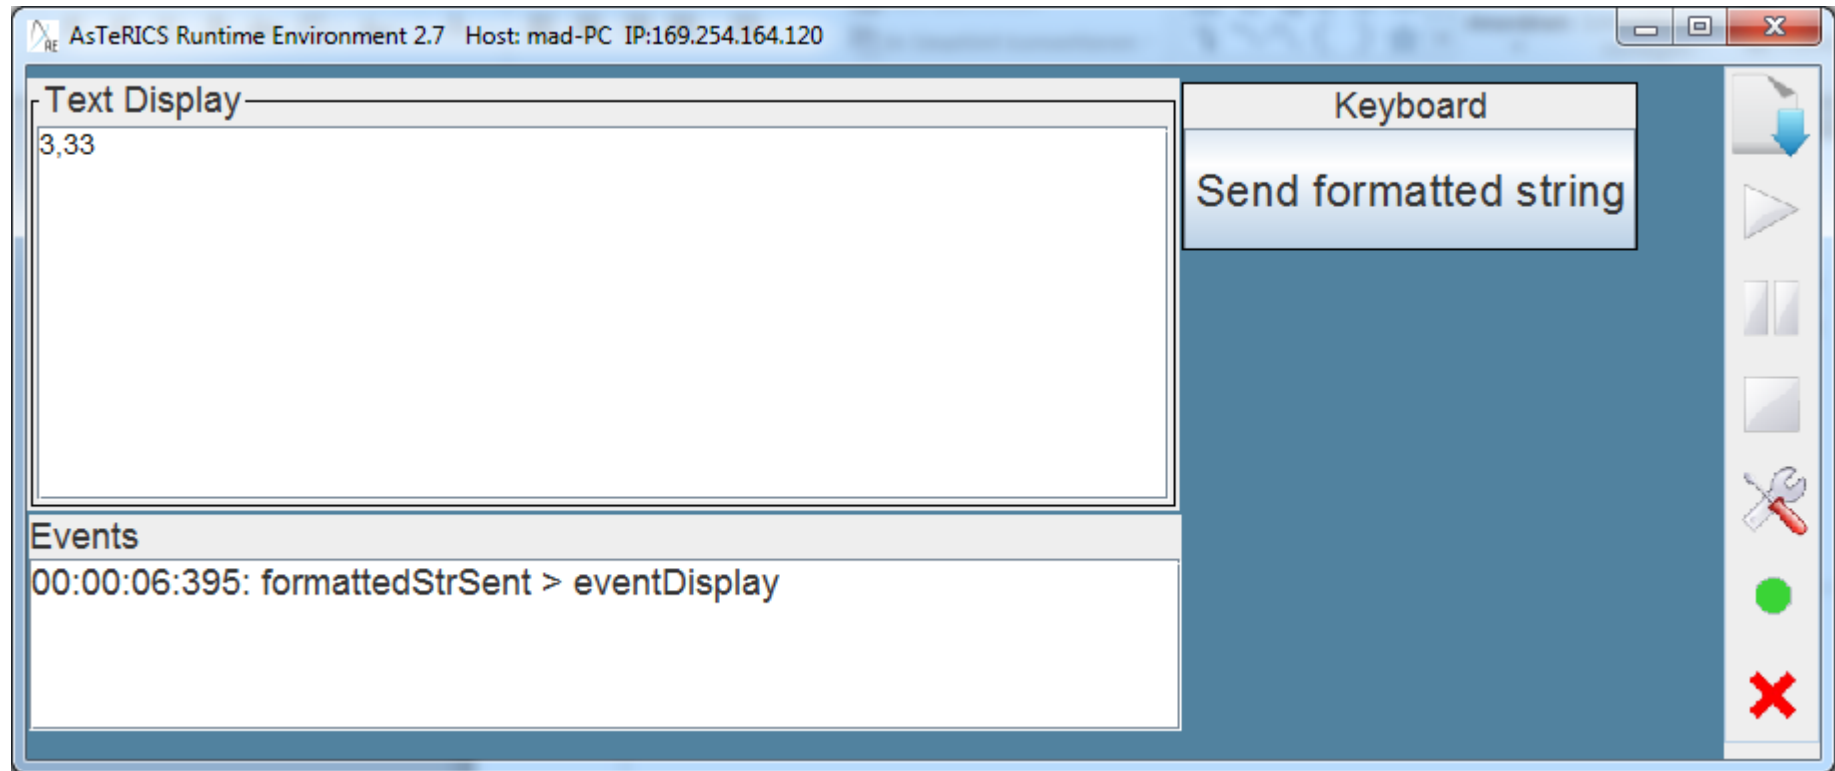 AsTeRICS Runtime Environment 2.7 Host: mad-PC IP:169.254.164.120
Text Display
3,33
Keyboard
Send formatted string
Events
00:00:06:395: formattedStrSent > eventDisplay
RE